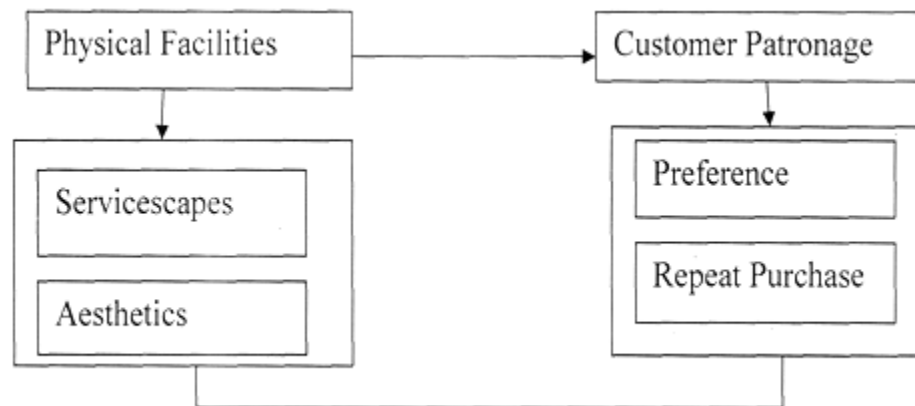 Physical Facilities
Customer Patronage
Servicescapes
Aesthetics
Preference
Repeat Purchase